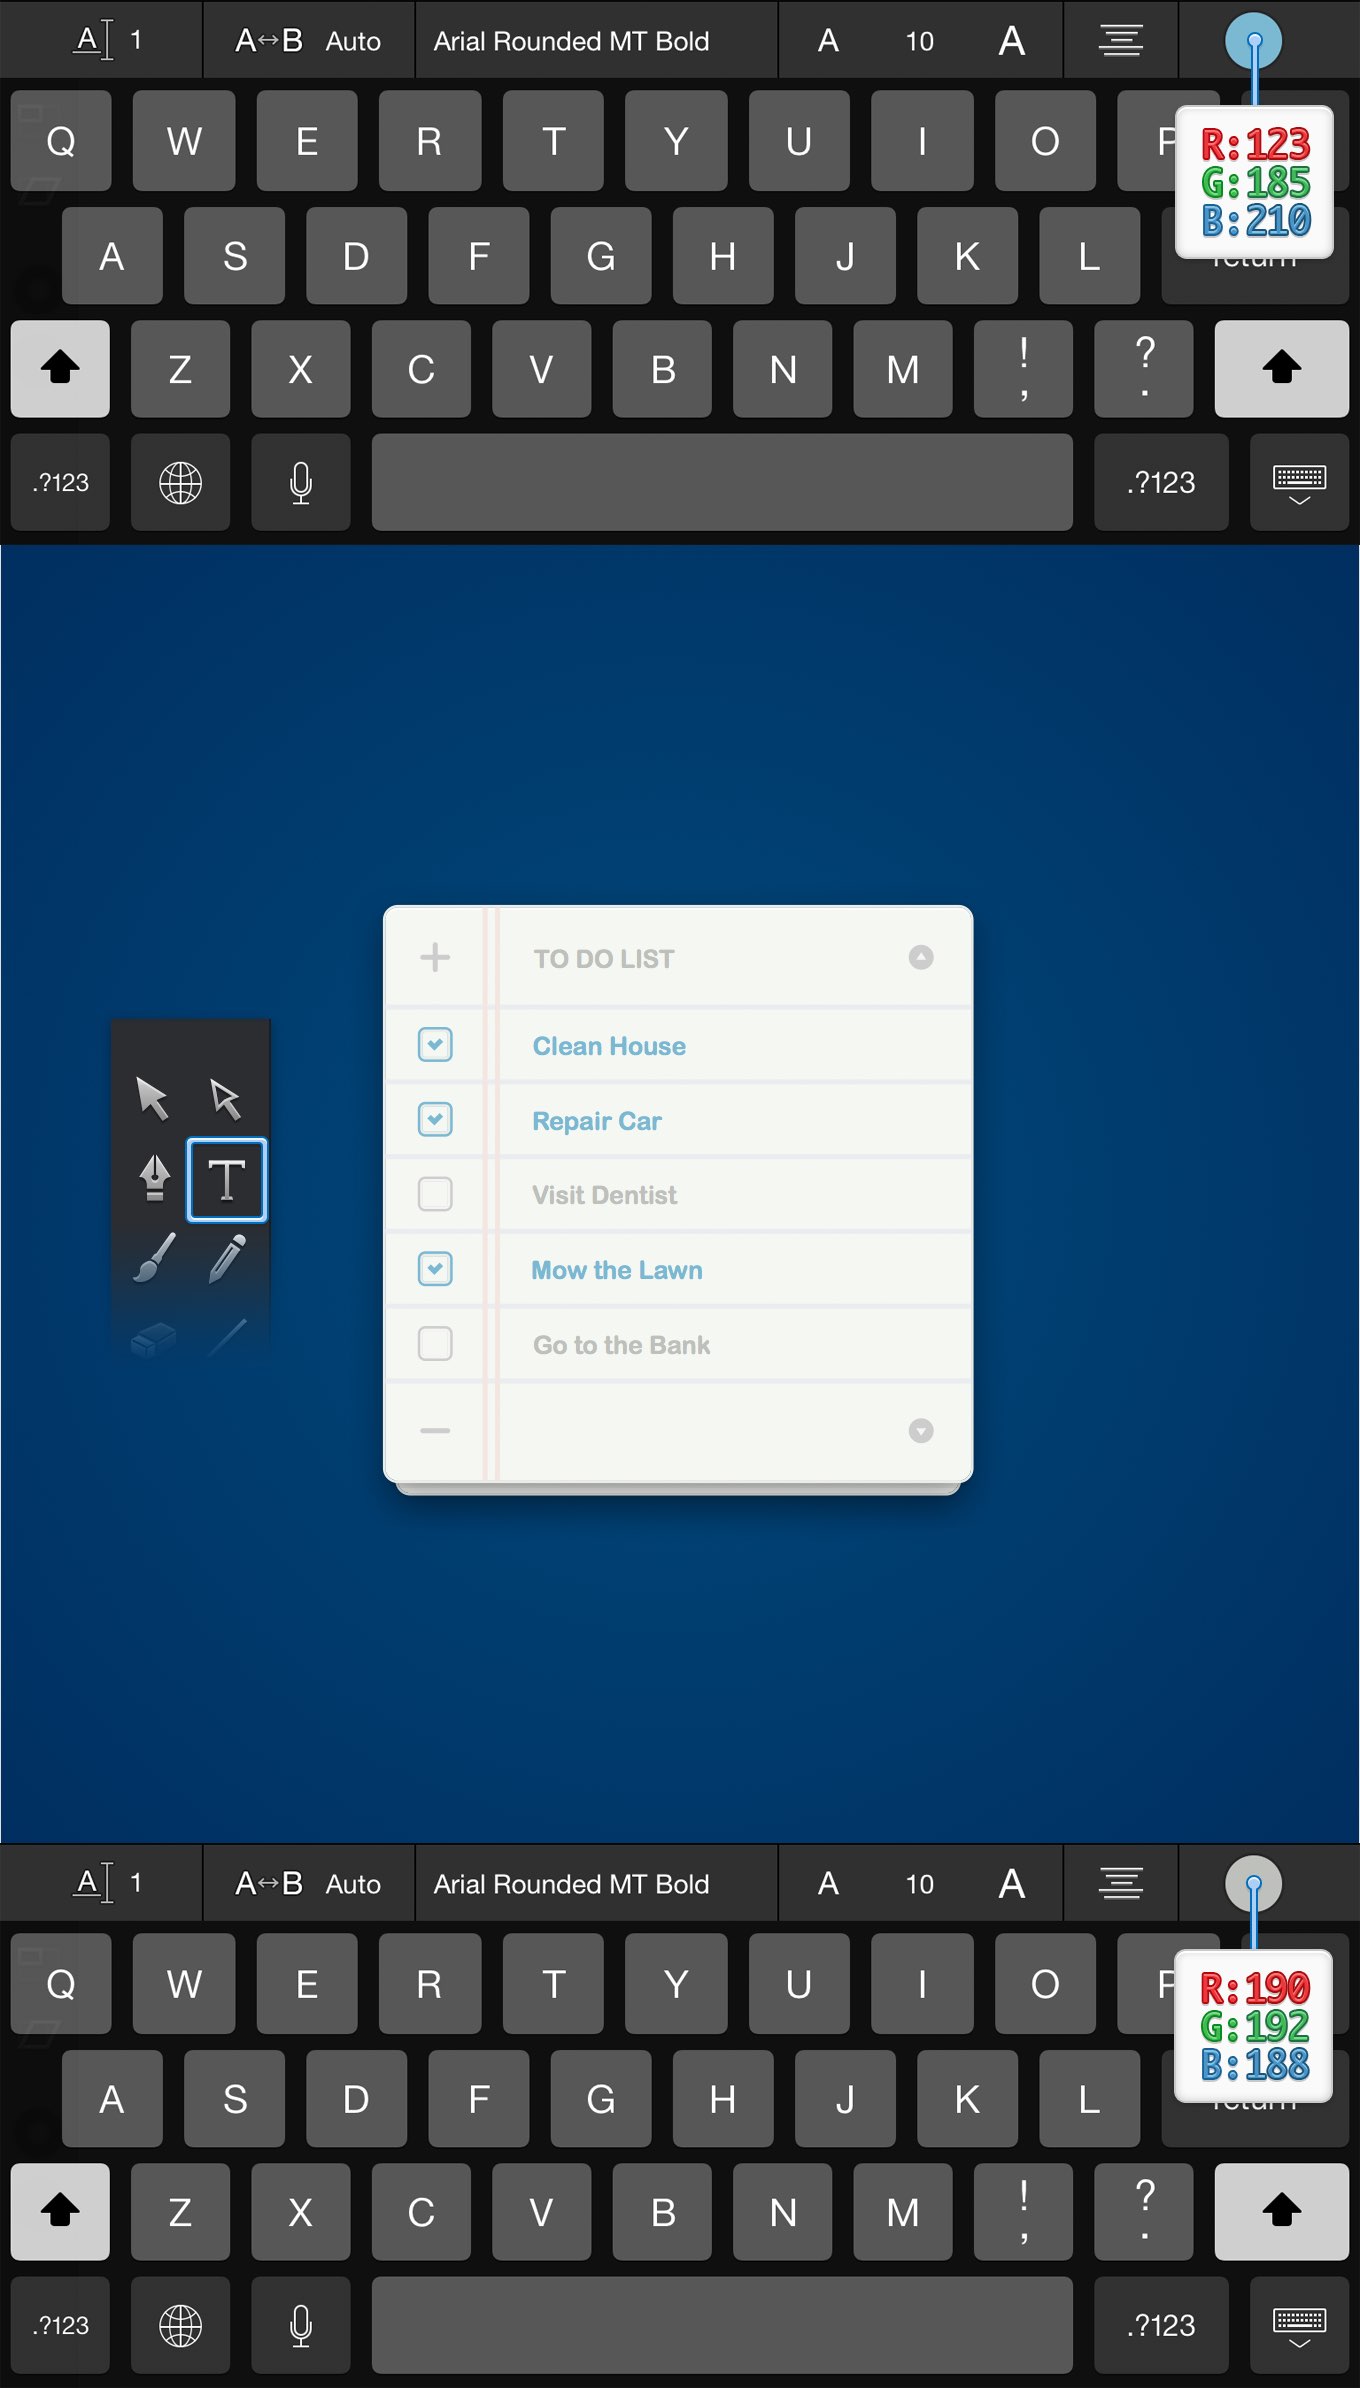 A 1 A↔B Auto Arial Rounded MT Bold A 10 A
Q W E R T Y U I O P
R:123
G:185
B:210
A S D F G H J K L return
Z X C V B N M ! , ? .
.?123 .?123
TO DO LIST
Clean House
Repair Car
T
Visit Dentist
Mow the Lawn
Go to the Bank
A 1 A↔B Auto Arial Rounded MT Bold A 10 A
Q W E R T Y U I O P
R:190
G:192
B:188
A S D F G H J K L return
Z X C V B N M ! , ? .
.?123 .?123